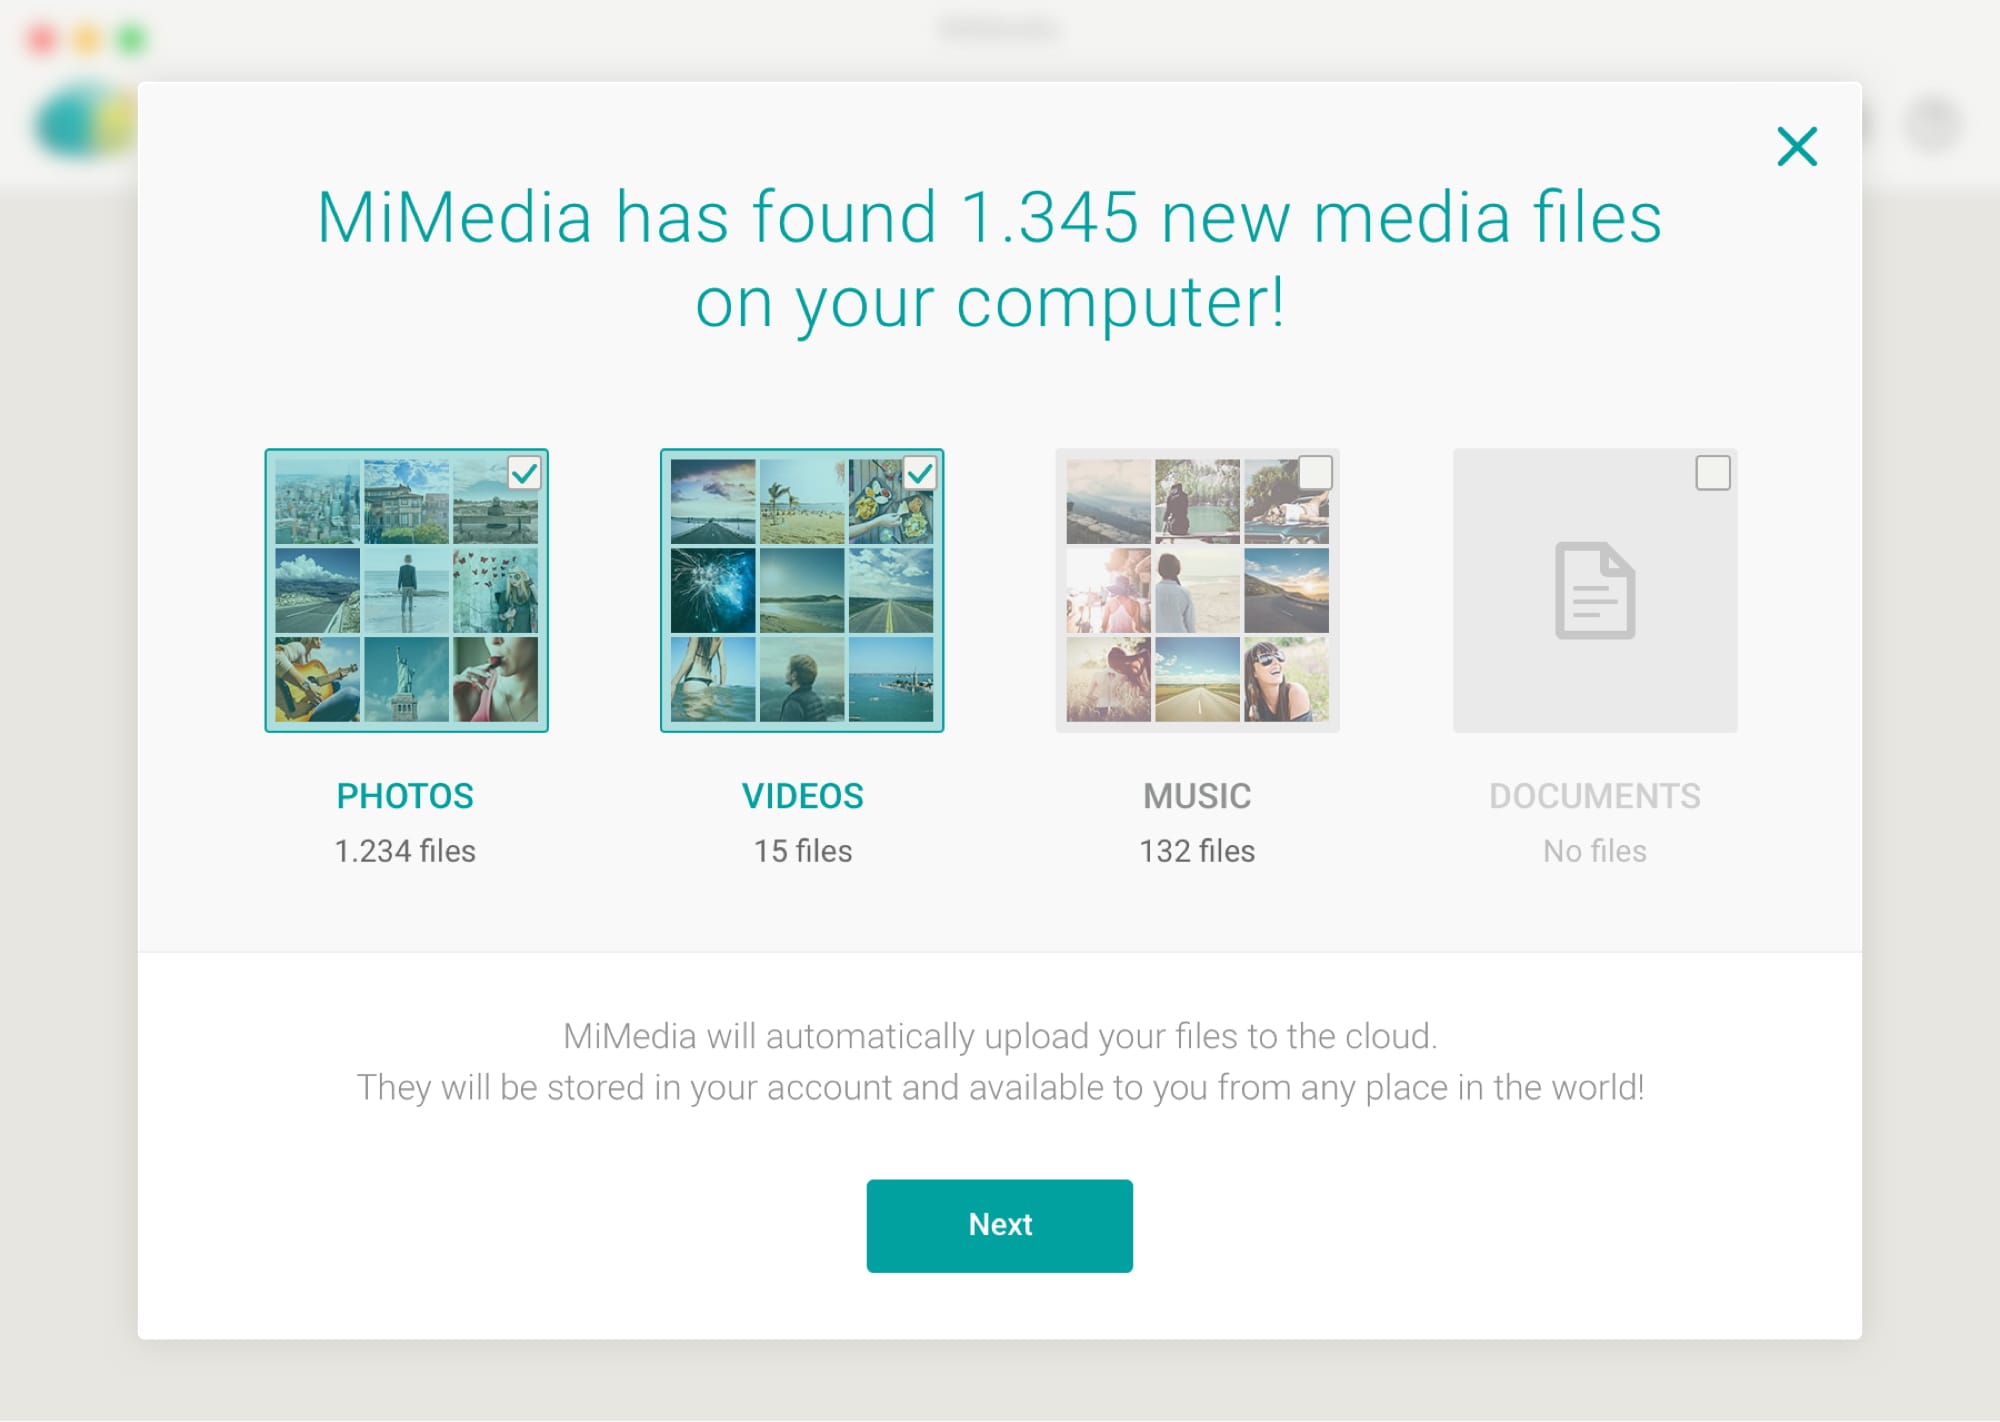 MiMedia has found 1.345 new media files
on your computer!
PHOTOS
1.234 files
VIDEOS
15 files
MUSIC
132 files
DOCUMENTS
No files
MiMedia will automatically upload your files to the cloud.
They will be stored in your account and available to you from any place in the world!
Next